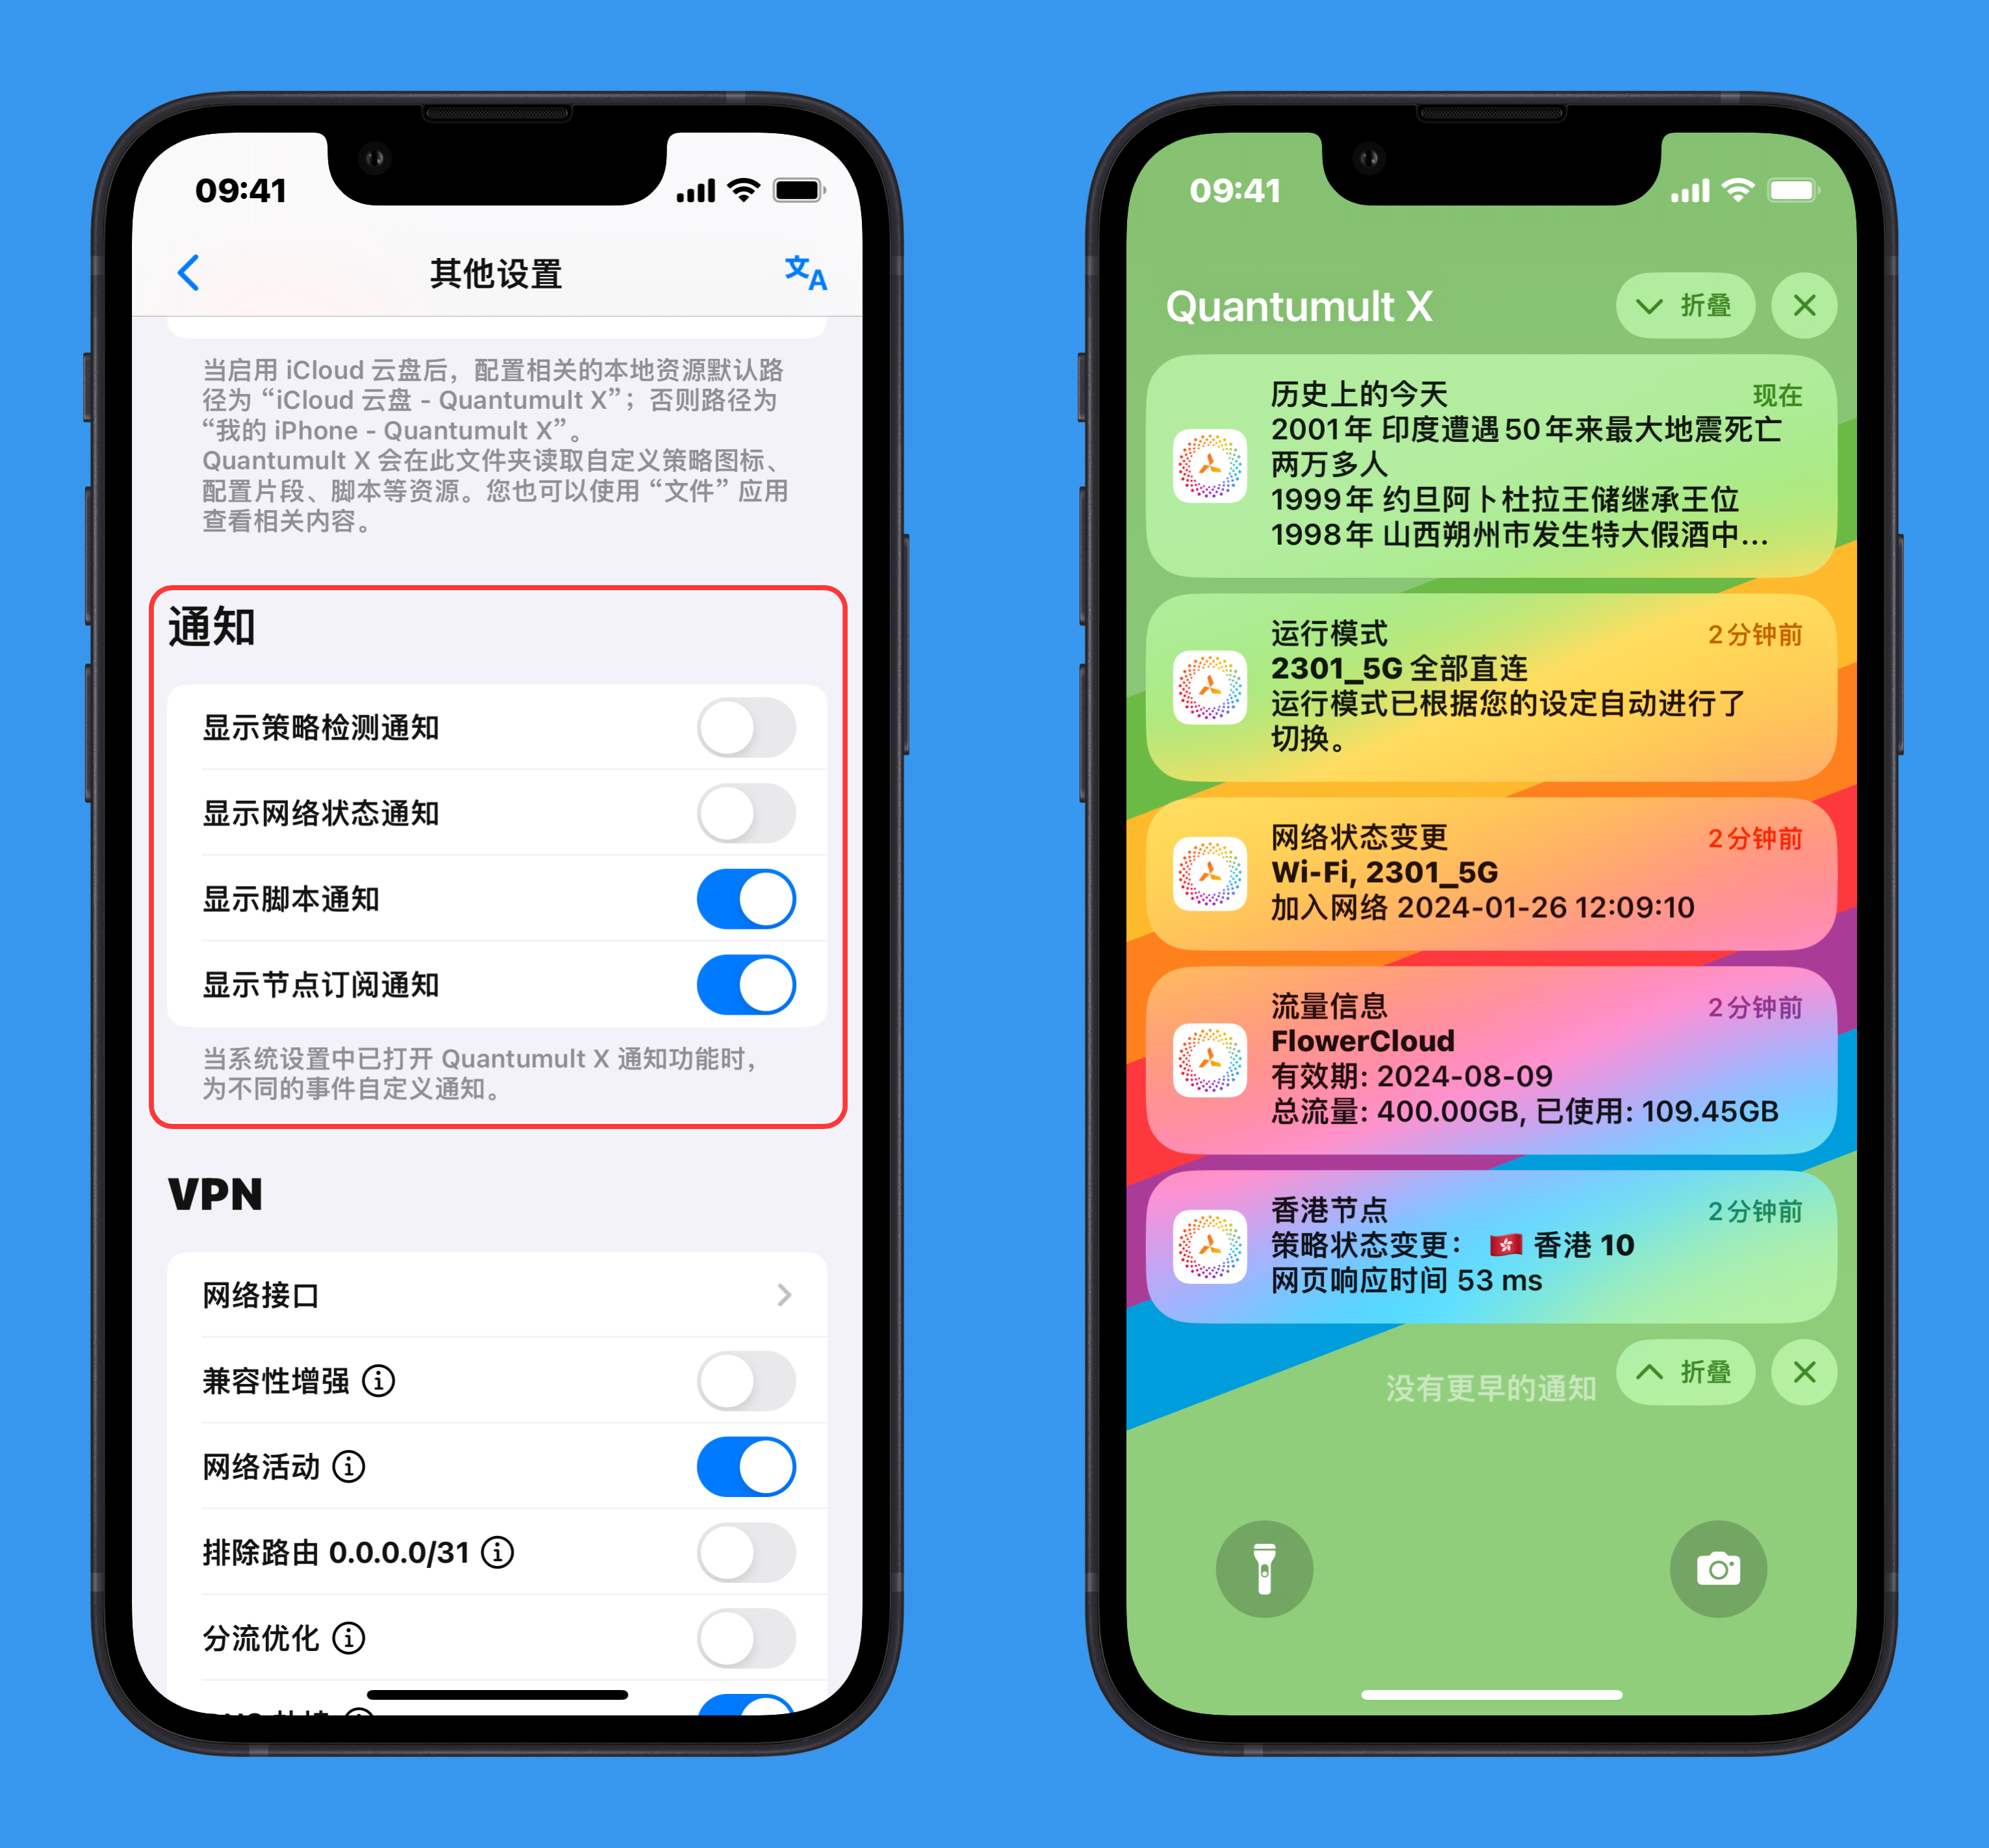 09:41
其他设置
文A
当启用 iCloud 云盘后，配置相关的本地资源默认路
径为 “iCloud 云盘 - Quantumult X”；否则路径为
“我的 iPhone - Quantumult X”。
Quantumult X 会在此文件夹读取自定义策略图标、
配置片段、脚本等资源。您也可以使用 “文件” 应用
查看相关内容。
通知
显示策略检测通知
显示网络状态通知
显示脚本通知
显示节点订阅通知
当系统设置中已打开 Quantumult X 通知功能时，
为不同的事件自定义通知。
VPN
网络接口
兼容性增强
网络活动
排除路由 0.0.0.0/31
分流优化
09:41
Quantumult X
折叠
历史上的今天
现在
2001年 印度遭遇50年来最大地震死亡
两万多人
1999年 约旦阿卜杜拉王储继承王位
1998年 山西朔州市发生特大假酒中...
运行模式
2分钟前
2301_5G 全部直连
运行模式已根据您的设定自动进行了
切换。
网络状态变更
2分钟前
Wi-Fi, 2301_5G
加入网络 2024-01-26 12:09:10
流量信息
2分钟前
FlowerCloud
有效期: 2024-08-09
总流量: 400.00GB, 已使用: 109.45GB
香港节点
2分钟前
策略状态变更： 🇭🇰 香港 10
网页响应时间 53 ms
没有更早的通知
折叠